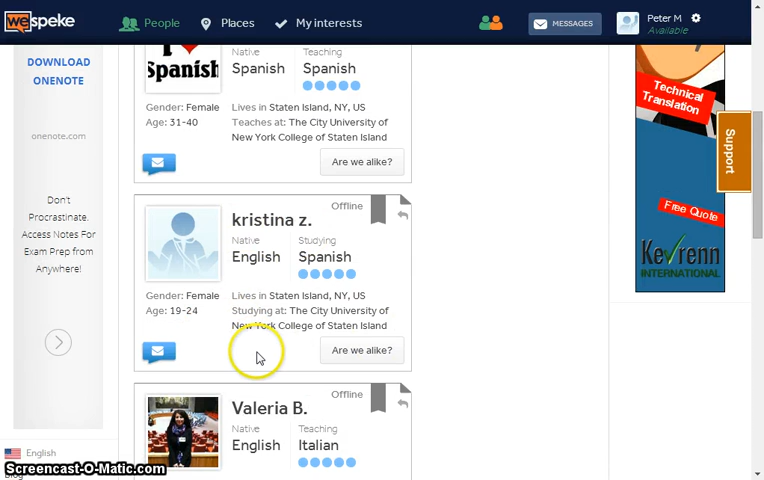 wespeke
People
Places
My interests
MESSAGES
Peter M
Available
DOWNLOAD
ONENOTE
onenote.com
Don't
Procrastinate.
Access Notes For
Exam Prep from
Anywhere!
English
Spanish
Native
Spanish
Teaching
Spanish
Gender: Female
Age: 31-40
Lives in Staten Island, NY, US
Teaches at: The City University of
New York College of Staten Island
Are we alike?
Offline
kristina z.
Native
English
Studying
Spanish
Gender: Female
Age: 19-24
Lives in Staten Island, NY, US
Studying at: The City University of
New York College of Staten Island
Are we alike?
Offline
Valeria B.
Native
English
Teaching
Italian
Technical
Translation
Free Quote
Kevrenn
INTERNATIONAL
Support
Screencast-O-Matic.com